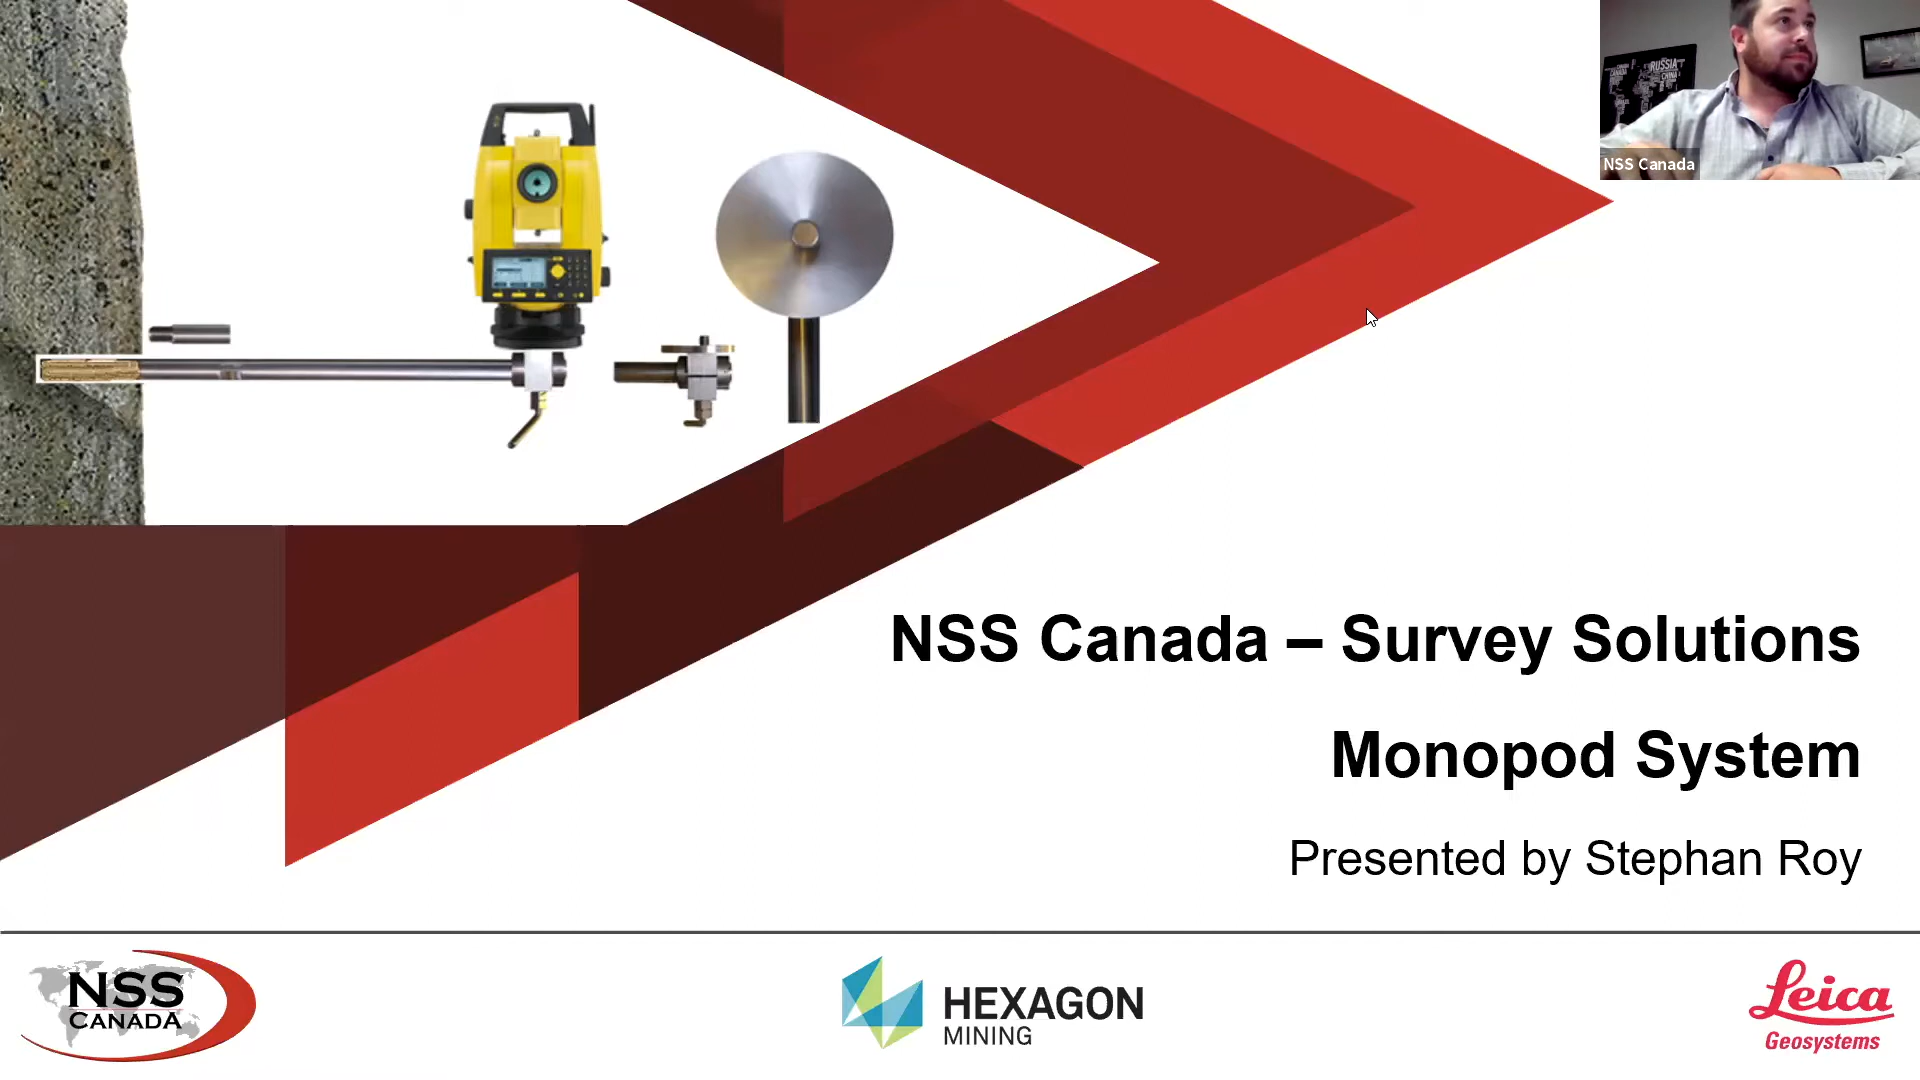 RUSSIA
CANADA
CHINA
NSS Canada
NSS Canada – Survey Solutions
Monopod System
Presented by Stephan Roy
NSS
CANADA
HEXAGON
MINING
Leica
Geosystems